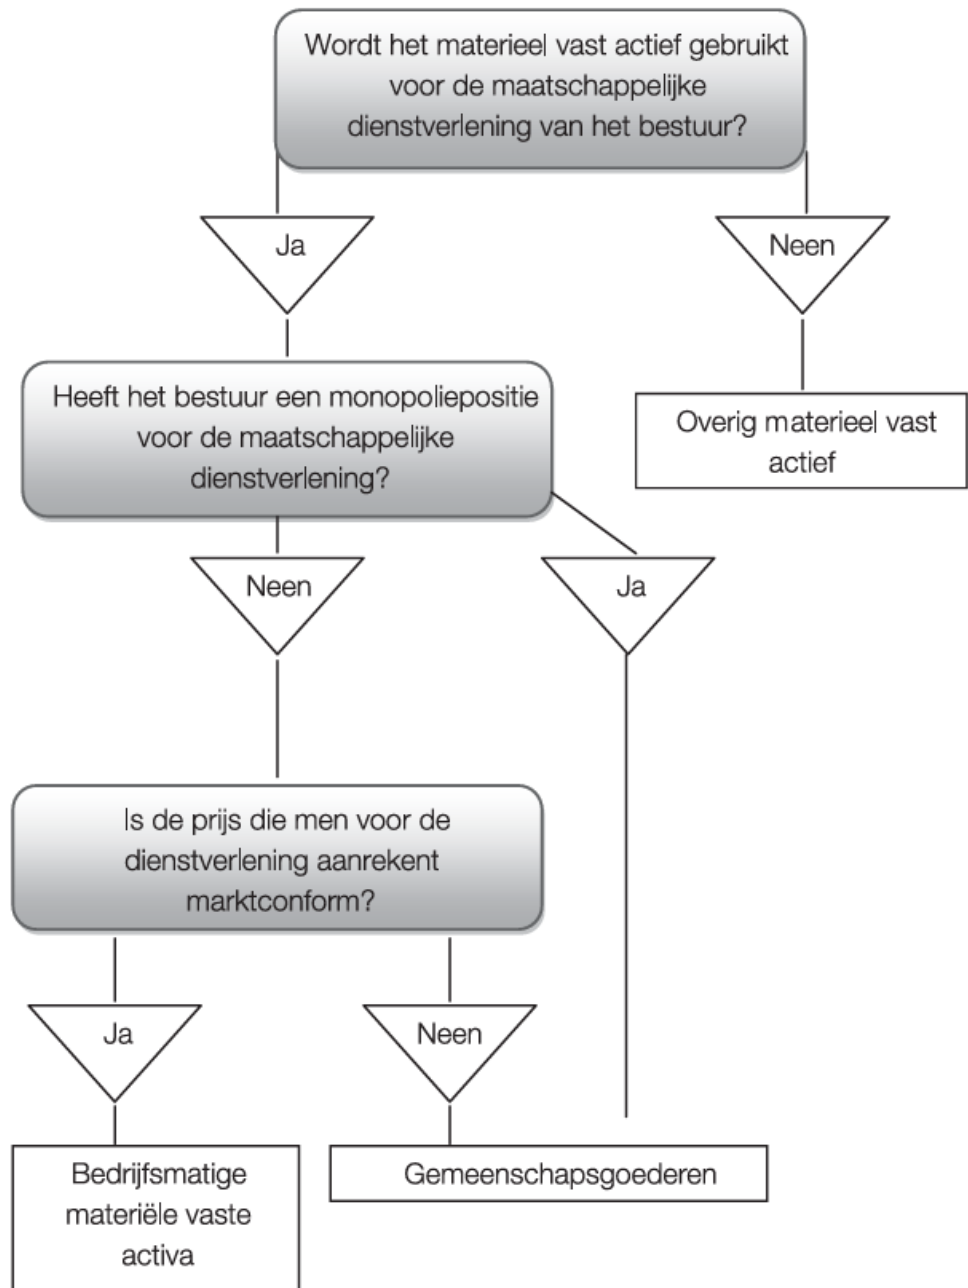 Wordt het materieel vast actief gebruikt
voor de maatschappelijke
dienstverlening van het bestuur?
Ja
Neen
Heeft het bestuur een monopoliepositie
voor de maatschappelijke
dienstverlening?
Overig materieel vast
actief
Neen
Ja
Is de prijs die men voor de
dienstverlening aanrekent
marktconform?
Ja
Neen
Bedrijfsmatige
materiële vaste
activa
Gemeenschapsgoederen